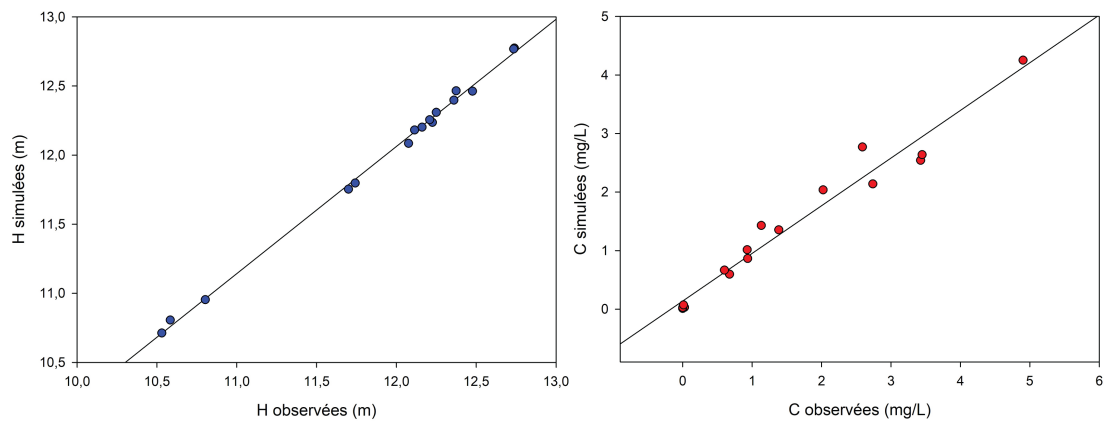 13,0
12,5
12,0
11,5
11,0
10,5
H simulées (m)
10,0 10,5 11,0 11,5 12,0 12,5 13,0
H observées (m)
5
4
3
2
1
0
C simulées (mg/L)
0 1 2 3 4 5 6
C observées (mg/L)